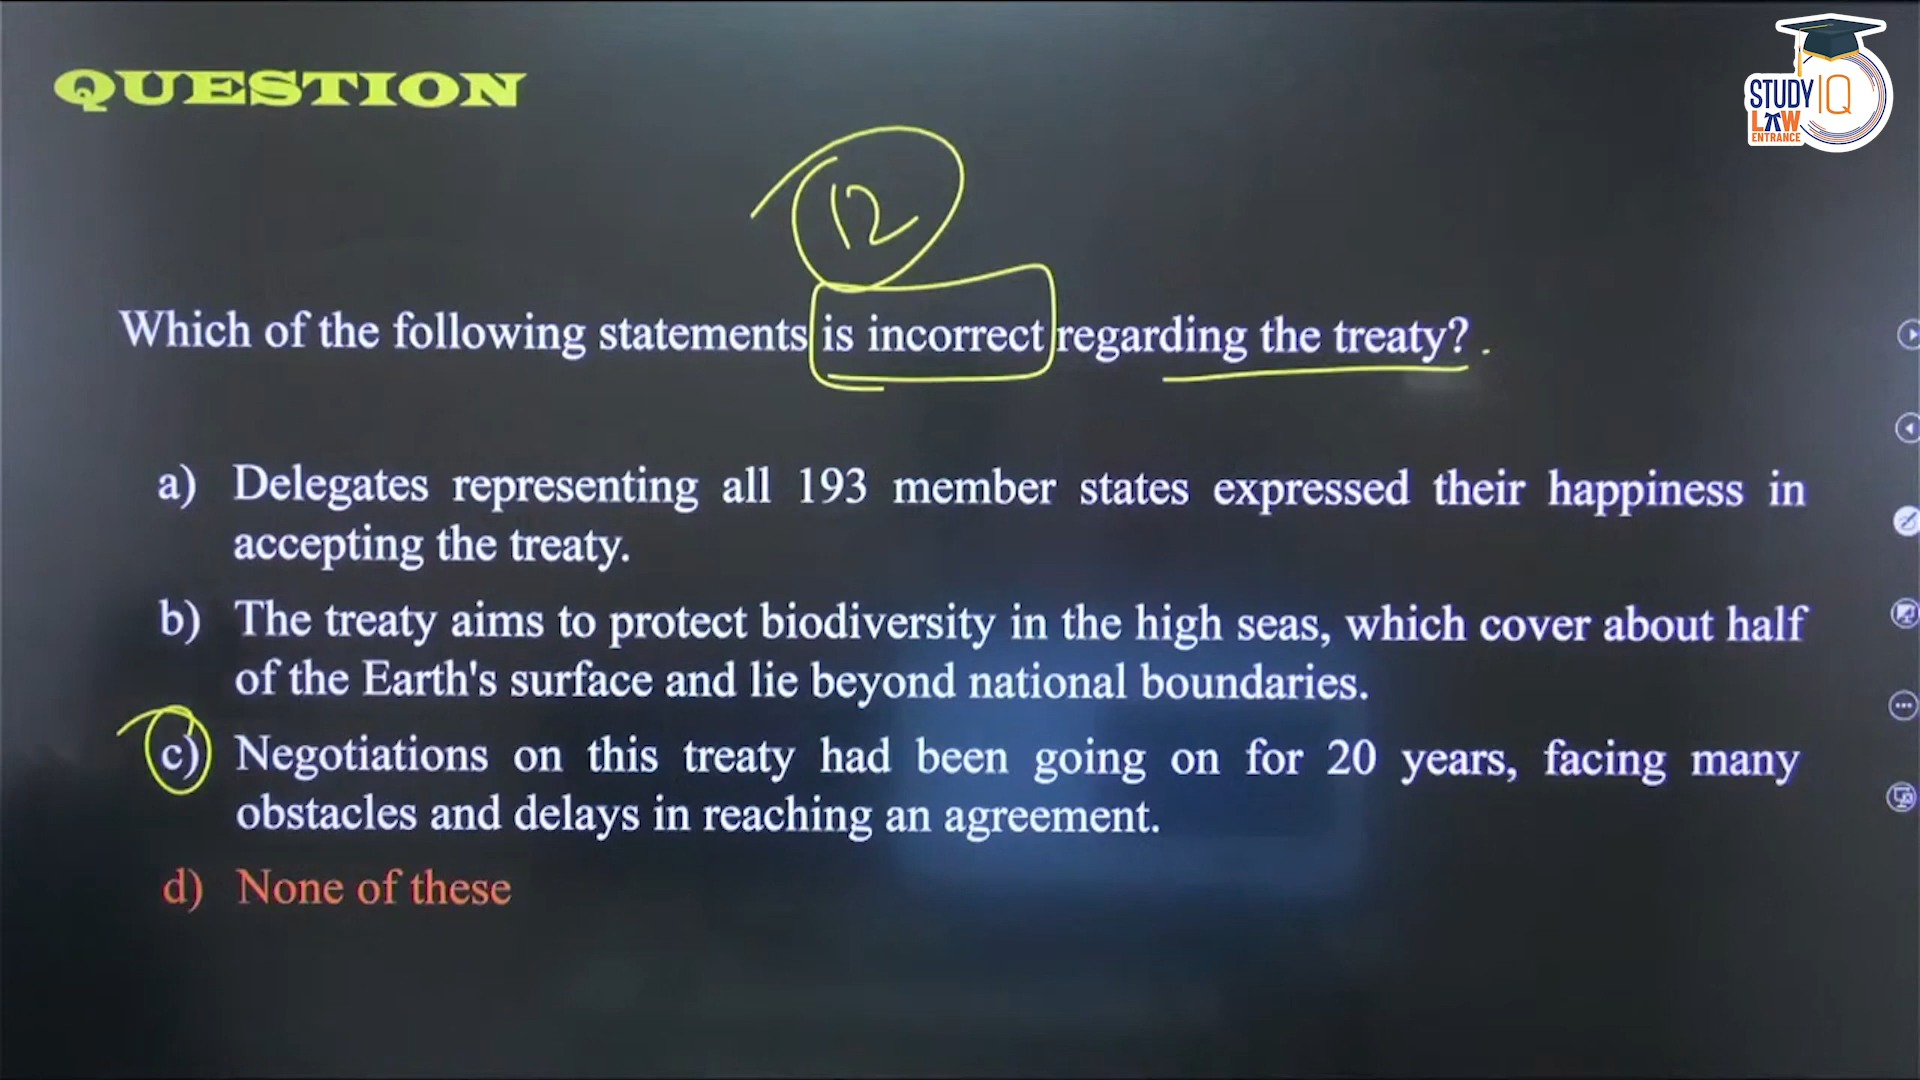 QUESTION
STUDY IQ
LAW
ENTRANCE
12
Which of the following statements is incorrect regarding the treaty?
a) Delegates representing all 193 member states expressed their happiness in
accepting the treaty.
b) The treaty aims to protect biodiversity in the high seas, which cover about half
of the Earth's surface and lie beyond national boundaries.
c) Negotiations on this treaty had been going on for 20 years, facing many
obstacles and delays in reaching an agreement.
d) None of these